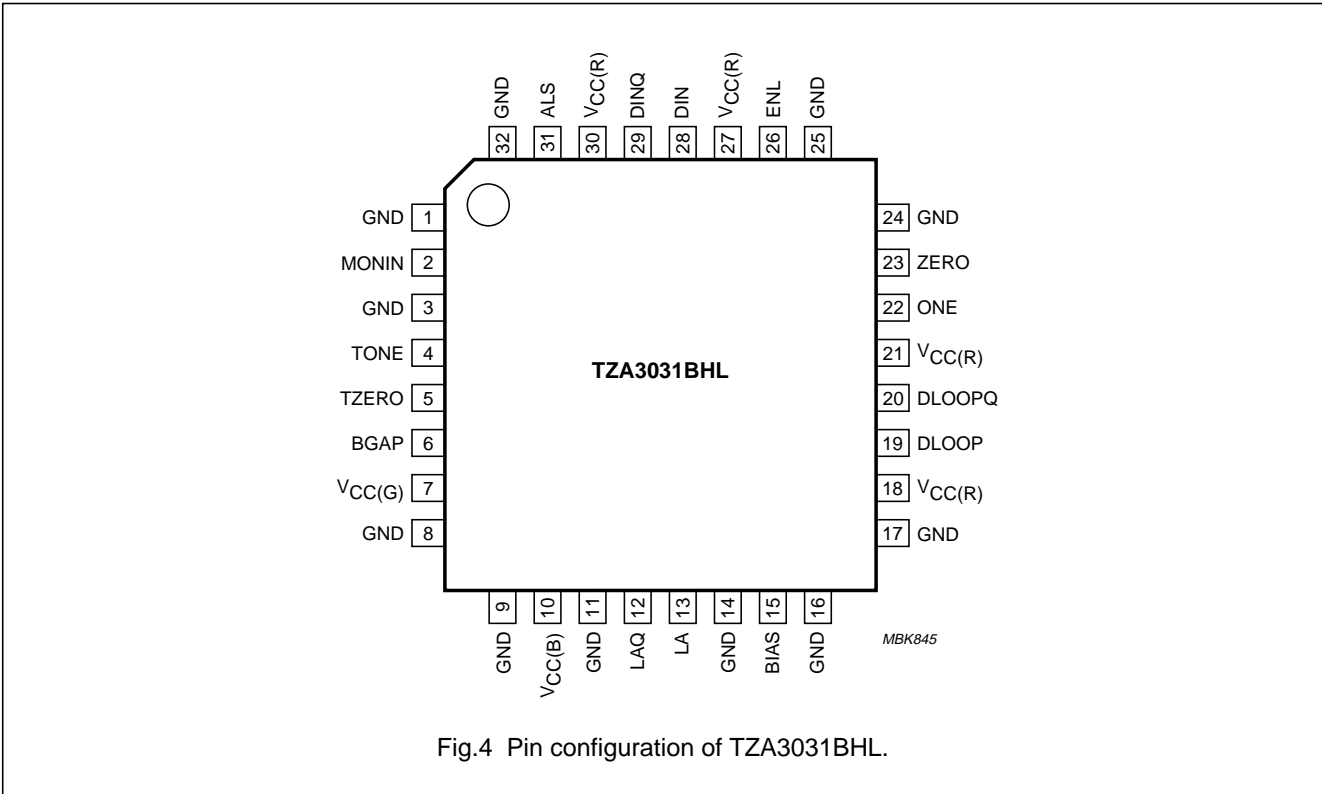 GND
ALS
VCC(R)
DINQ
DIN
VCC(R)
ENL
GND
32
31
30
29
28
27
26
25
GND 1
MONIN 2
GND 3
TONE 4
TZERO 5
BGAP 6
VCC(G) 7
GND 8
TZA3031BHL
24 GND
23 ZERO
22 ONE
21 VCC(R)
20 DLOOPQ
19 DLOOP
18 VCC(R)
17 GND
9
10
11
12
13
14
15
16
GND
VCC(B)
GND
LAQ
LA
GND
BIAS
GND
MBK845
Fig.4 Pin configuration of TZA3031BHL.